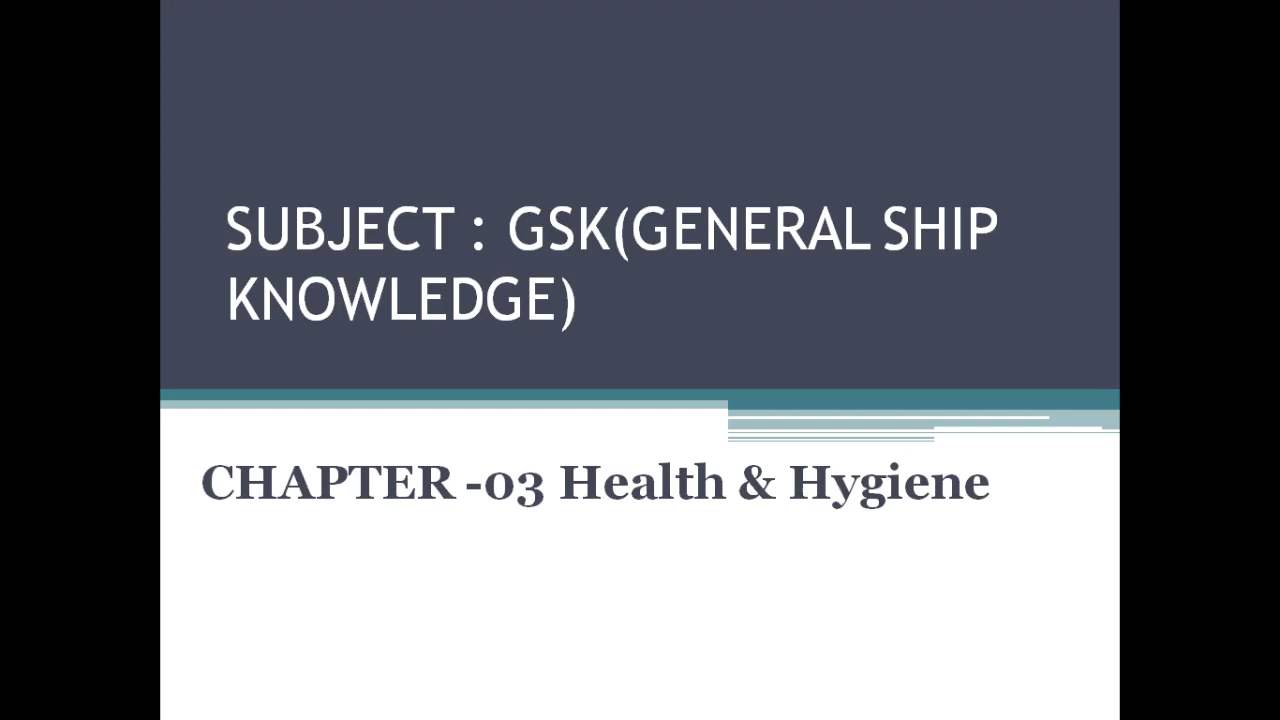 SUBJECT : GSK(GENERAL SHIP
KNOWLEDGE)
CHAPTER -03 Health & Hygiene